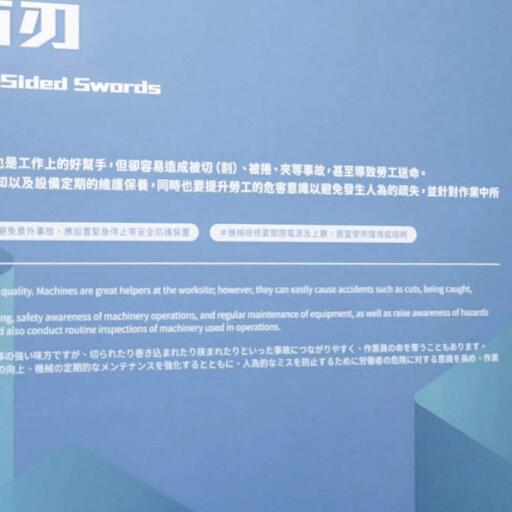 刃
Sided Swords
是工作上的好幫手，但卻容易造成被切（割）、被捲、夾等事故，甚至導致勞工送命。
知以及設備定期的維護保養，同時也要提升勞工的危害意識以避免發生人為的疏失，並針對作業中所
避免意外事故，應設置緊急停止等安全防護裝置
#機械檢修要關閉電源及上鎖，適當使用檯塊或插梢
quality, Machines are great helpers at the worksite; however, they can easily cause accidents such as cuts, being caught,
ing, safety awareness of machinery operations, and regular maintenance of equipment, as well as raise awareness of hazards
d also conduct routine inspections of machinery used in operations.
事の強い味方ですが、切られたり巻き込まれたり挟まれたりといった事故につながりやすく、作業員の命を奪うこともあります。
の向上、機械の定期的なメンテナンスを強化するとともに、人為的なミスを防止するために労働者の危険に対する意識を高め、作業